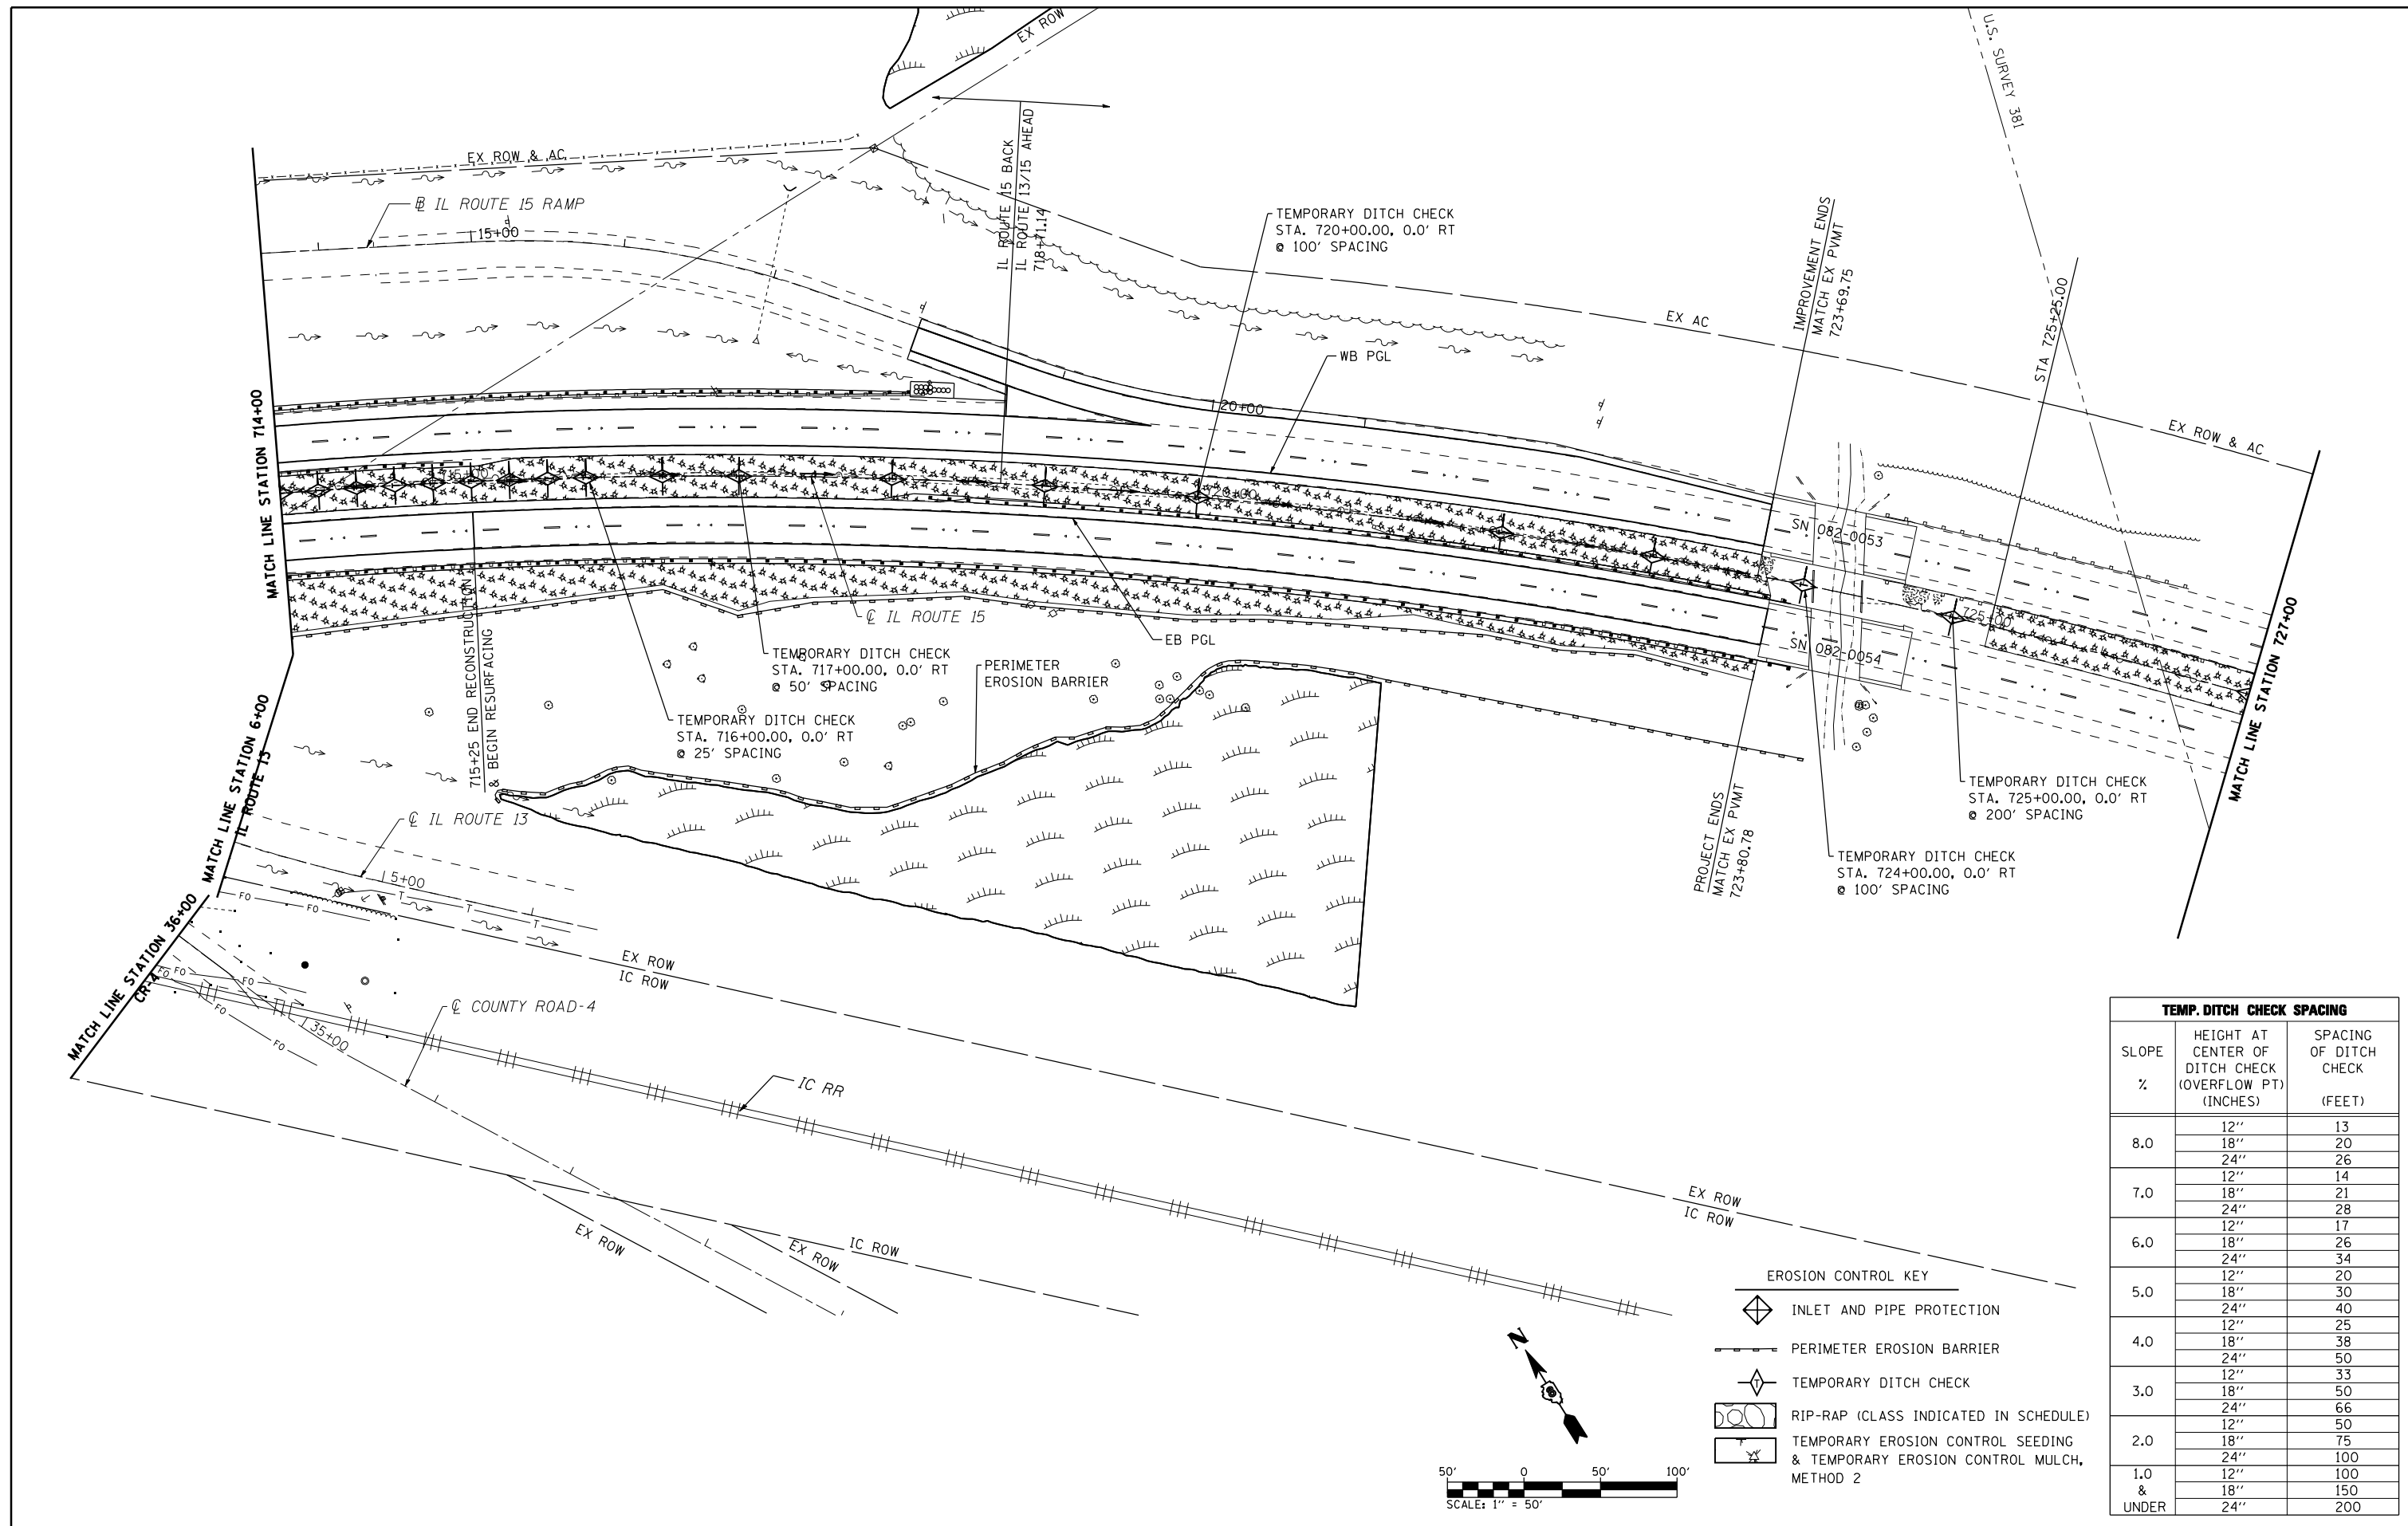 EX ROW
U.S. SURVEY 381
EX ROW & AC
℄ IL ROUTE 15 RAMP
15+00
IL ROUTE 15 BACK
IL ROUTE 13/15 AHEAD
718+71.14
TEMPORARY DITCH CHECK
STA. 720+00.00, 0.0' RT
@ 100' SPACING
IMPROVEMENT ENDS
MATCH EX PVMT
723+69.75
STA 725+25.00
EX AC
WB PGL
20+00
EX ROW & AC
MATCH LINE STATION 714+00
715+00
720+00
SN 082-0053
SN 082-0054
725+00
MATCH LINE STATION 727+00
℄ IL ROUTE 15
EB PGL
715+25 END RECONSTRUCTION
& BEGIN RESURFACING
TEMPORARY DITCH CHECK
STA. 717+00.00, 0.0' RT
@ 50' SPACING
PERIMETER
EROSION BARRIER
TEMPORARY DITCH CHECK
STA. 716+00.00, 0.0' RT
@ 25' SPACING
TEMPORARY DITCH CHECK
STA. 725+00.00, 0.0' RT
@ 200' SPACING
PROJECT ENDS
MATCH EX PVMT
723+80.78
TEMPORARY DITCH CHECK
STA. 724+00.00, 0.0' RT
@ 100' SPACING
MATCH LINE STATION 6+00
IL ROUTE 13
℄ IL ROUTE 13
5+00
T
T
T
FO
FO
MATCH LINE STATION 36+00
CR-4
FO
FO
FO
FO
FO
35+00
℄ COUNTY ROAD-4
EX ROW
IC ROW
IC RR
EX ROW
IC ROW
EX ROW
EX ROW
IC ROW
TEMP. DITCH CHECK SPACING
SLOPE % HEIGHT AT CENTER OF DITCH CHECK (OVERFLOW PT) (INCHES) SPACING OF DITCH CHECK (FEET)
8.0 12'' 13
18'' 20
24'' 26
7.0 12'' 14
18'' 21
24'' 28
6.0 12'' 17
18'' 26
24'' 34
5.0 12'' 20
18'' 30
24'' 40
4.0 12'' 25
18'' 38
24'' 50
3.0 12'' 33
18'' 50
24'' 66
2.0 12'' 50
18'' 75
24'' 100
1.0 12'' 100
& 18'' 150
UNDER 24'' 200
EROSION CONTROL KEY
INLET AND PIPE PROTECTION
PERIMETER EROSION BARRIER
T TEMPORARY DITCH CHECK
RIP-RAP (CLASS INDICATED IN SCHEDULE)
TEMPORARY EROSION CONTROL SEEDING
& TEMPORARY EROSION CONTROL MULCH,
METHOD 2
N
50' 0 50' 100'
SCALE: 1'' = 50'